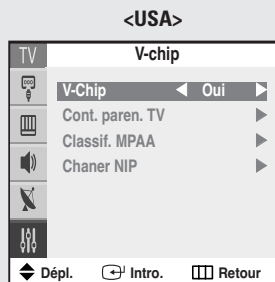 <USA>
TV V-chip
V-Chip Oui
Cont. paren. TV
Classif. MPAA
Chaner NIP
Dépl. Intro. Retour